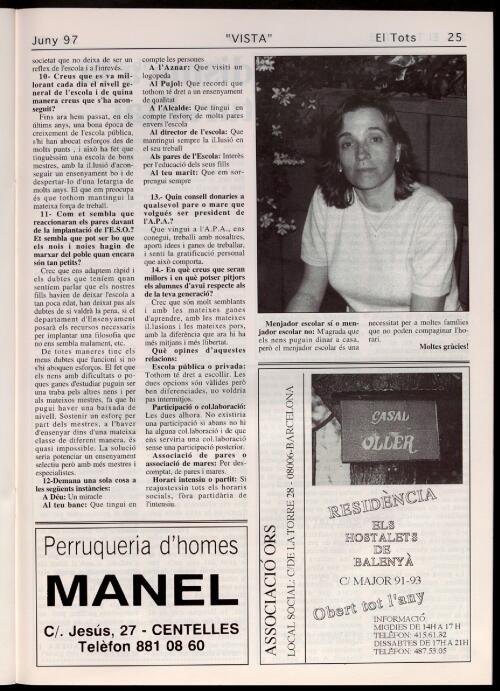 Juny 97
"VISTA"
El Tots 25
societat que no deixa de ser un
reflex de l'escola i a l'inrevés.
10- Creus que es va mil-
lorant cada dia el nivell ge-
neral de l'escola i de quina
manera creus que s'ha acon-
seguit?
Fins ara hem passat, en els
últims anys, una bona època de
creixement de l'escola pública,
s'hi han abocat esforços des de
molts punts , i això ha fet que
tinguéssim una escola de bons
mestres, amb la il.lusió d'acon-
seguir un ensenyament bo i de
despertar-lo d'una letargia de
molts anys. El que em preocupa
és que tothom mantingui la
mateixa força de treball.
11- Com et sembla que
reaccionaran els pares davant
de la implantació de l'E.S.O.?
Et sembla que pot ser bo que
els nois i noies hagin de
marxar del poble quan encara
són tan petits?
Crec que ens adaptem ràpid i
els dubtes que teníem quan
sentíem parlar que els nostres
fills havien de deixar l'escola a
tan poca edat, han deixat pas als
dubtes de si valdrà la pena, si el
departament d'Ensenyament
posarà els recursos necessaris
per implantar una filosofia que
no ens sembla malament, etc.
De totes maneres tinc els
meus dubtes que funcioni si no
s'hi aboquen esforços. El fet que
els nens amb dificultats o po-
ques ganes d'estudiar puguin ser
una traba pels altres nens i per
als mateixos mestres, fa que hi
pugui haver una baixada de
nivell. Sostenir un esforç per
part dels mestres, a l'haver
d'ensenyar dins d'una mateixa
classe de diferent manera, és
quasi impossible. La solució
seria potenciar un ensenyament
selectiu però amb més mestres i
especialistes.
12-Demana una sola cosa a
les següents instàncies:
A Déu: Un miracle
Al teu banc: Que tingui en
compte les persones
A l'Aznar: Que visiti un
logopeda
Al Pujol: Que recordi que
tothom té dret a un ensenyament
de qualitat
A l'Alcalde: Que tingui en
compte l'esforç de molts pares
envers l'escola
Al director de l'escola: Que
mantingui sempre la il.lusió en
el seu treball
Als pares de l'Escola: Interès
per l'educació dels seus fills
Al teu marit: Que em sor-
prengui sempre
13.- Quin consell donaries a
qualsevol pare o mare que
volgués ser president de
l'A.P.A.?
Que vingui a l'A.P.A., ens
conegui, treballi amb nosaltres,
aporti idees i ganes de treballar,
i senti la gratificació personal
que això comporta.
14.- En què creus que seran
millors i en què potser pitjors
els alumnes d'avui respecte als
de la teva generació?
Crec que són molt semblants
i amb les mateixes ganes
d'aprendre, amb les mateixes
il.lusions i les mateixes pors,
amb la diferència que ara hi ha
més mitjans i més llibertat.
Què opines d'aquestes
relacions:
Escola pública o privada:
Tothom té dret a escollir. Les
dues opcions són vàlides però
ben diferenciades, no voldria
pas intermitjos.
Participació o col.laboració:
Les dues alhora. No existiria
una participació si abans no hi
ha alguna col.laboració i de que
ens serviria una col.laboració
sense una participació posterior.
Associació de pares o
associació de mares: Per des-
comptat, de pares i mares.
Horari intensiu o partit: Si
reajustessin tots els horaris
socials, fóra partidària de
l'intensiu.
Menjador escolar sí o men-
jador escolar no: M'agrada que
els nens puguin dinar a casa,
però el menjador escolar és una
necessitat per a moltes famílies
que no poden compaginar l'ho-
rari.
Moltes gràcies!
Perruqueria d'homes
MANEL
C/. Jesús, 27 - CENTELLES
Telèfon 881 08 60
ASSOCIACIÓ ORS
LOCAL SOCIAL: C/DE LA TORRE 28 - 08006-BARCELONA
CASAL
OLLER
RESIDÈNCIA
ELS
HOSTALETS
DE
BALENYÀ
C/ MAJOR 91-93
Obert tot l'any
INFORMACIÓ
MIGDIES DE 14H A 17 H
TELÈFON: 415.61.82
DISSABTES DE 17H A 21H
TELÈFON: 487.53.05